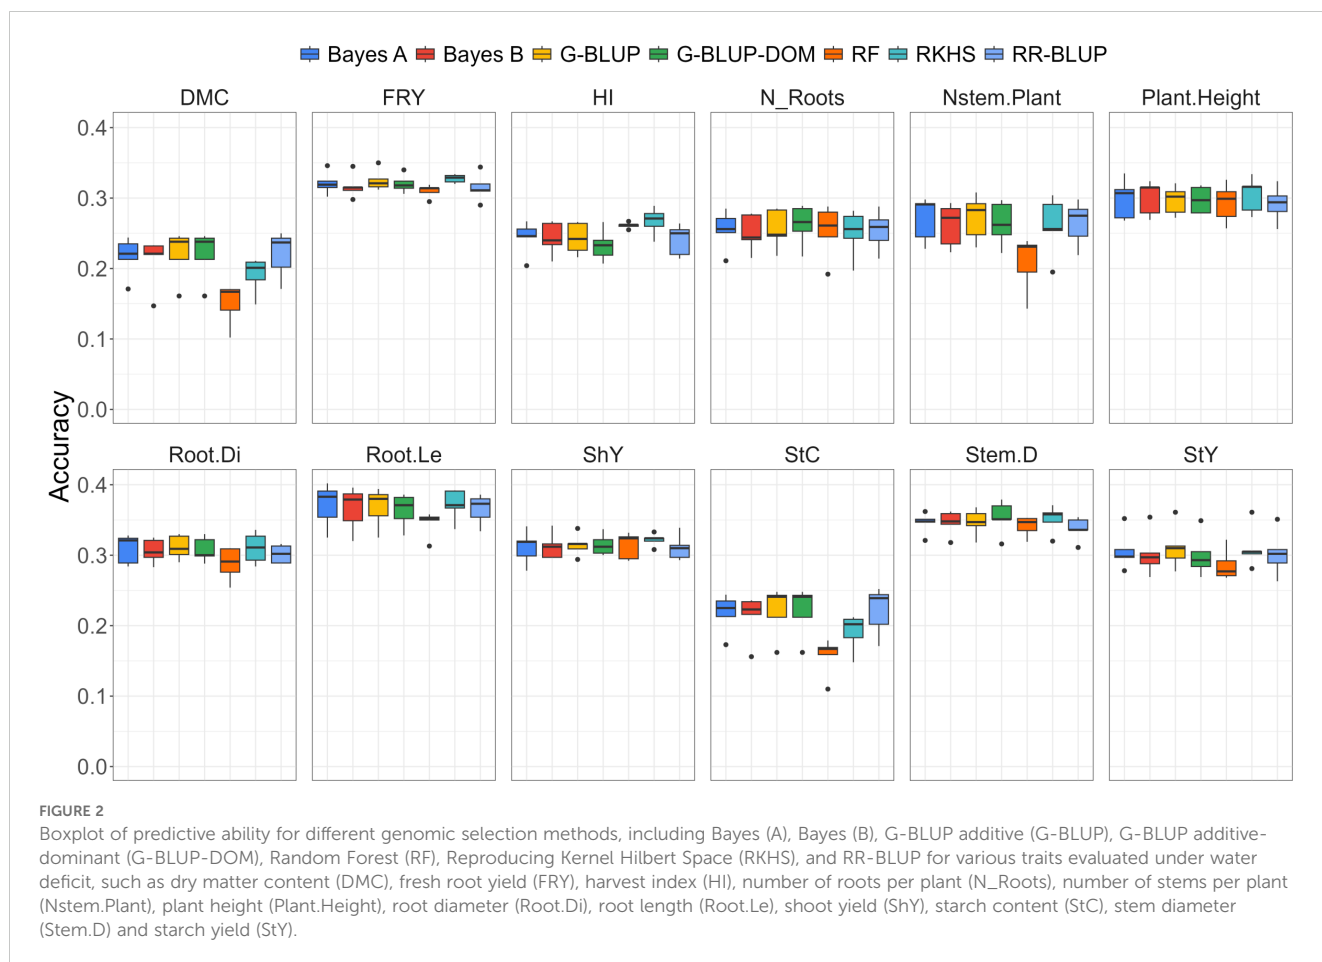 Bayes A Bayes B G-BLUP G-BLUP-DOM RF RKHS RR-BLUP
DMC FRY HI N_Roots Nstem.Plant Plant.Height
0.4
0.3
0.2
0.1
0.0
Accuracy
Root.Di Root.Le ShY StC Stem.D StY
0.4
0.3
0.2
0.1
0.0
FIGURE 2
Boxplot of predictive ability for different genomic selection methods, including Bayes (A), Bayes (B), G-BLUP additive (G-BLUP), G-BLUP additive-
dominant (G-BLUP-DOM), Random Forest (RF), Reproducing Kernel Hilbert Space (RKHS), and RR-BLUP for various traits evaluated under water
deficit, such as dry matter content (DMC), fresh root yield (FRY), harvest index (HI), number of roots per plant (N_Roots), number of stems per plant
(Nstem.Plant), plant height (Plant.Height), root diameter (Root.Di), root length (Root.Le), shoot yield (ShY), starch content (StC), stem diameter
(Stem.D) and starch yield (StY).